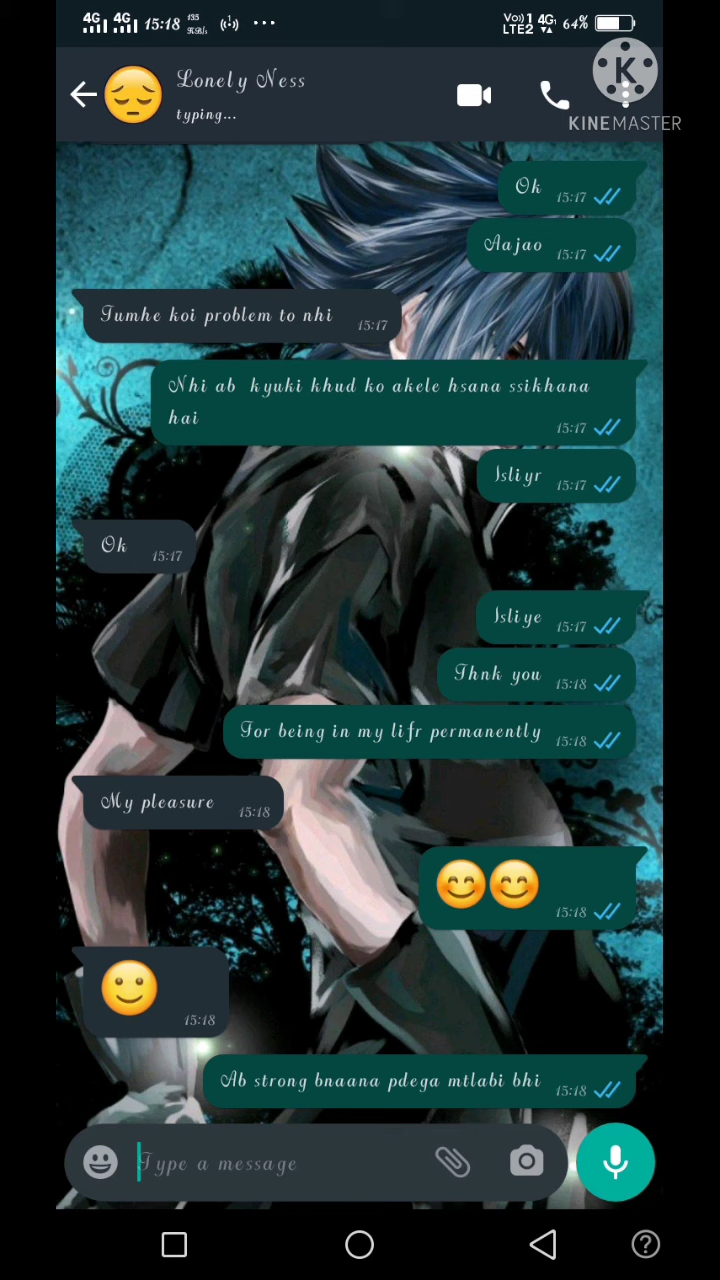 4G 4G 15:18 135 KB/s Vo) 1 LTE2 4G 64%
Lonely Ness
typing...
K
KINEMASTER
Ok 15:17
Aajao 15:17
Tumhe koi problem to nhi 15:17
Nhi ab kyuki khud ko akele hsana ssikhana
hai 15:17
Isliyr 15:17
Ok 15:17
Isliye 15:17
Thnk you 15:18
For being in my lifr permanently 15:18
My pleasure 15:18
😊😊 15:18
🙂 15:18
Ab strong bnaana pdega mtlabi bhi 15:18
Type a message
?